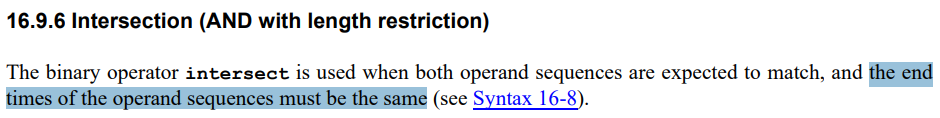 16.9.6 Intersection (AND with length restriction)
The binary operator intersect is used when both operand sequences are expected to match, and the end
times of the operand sequences must be the same (see Syntax 16-8).